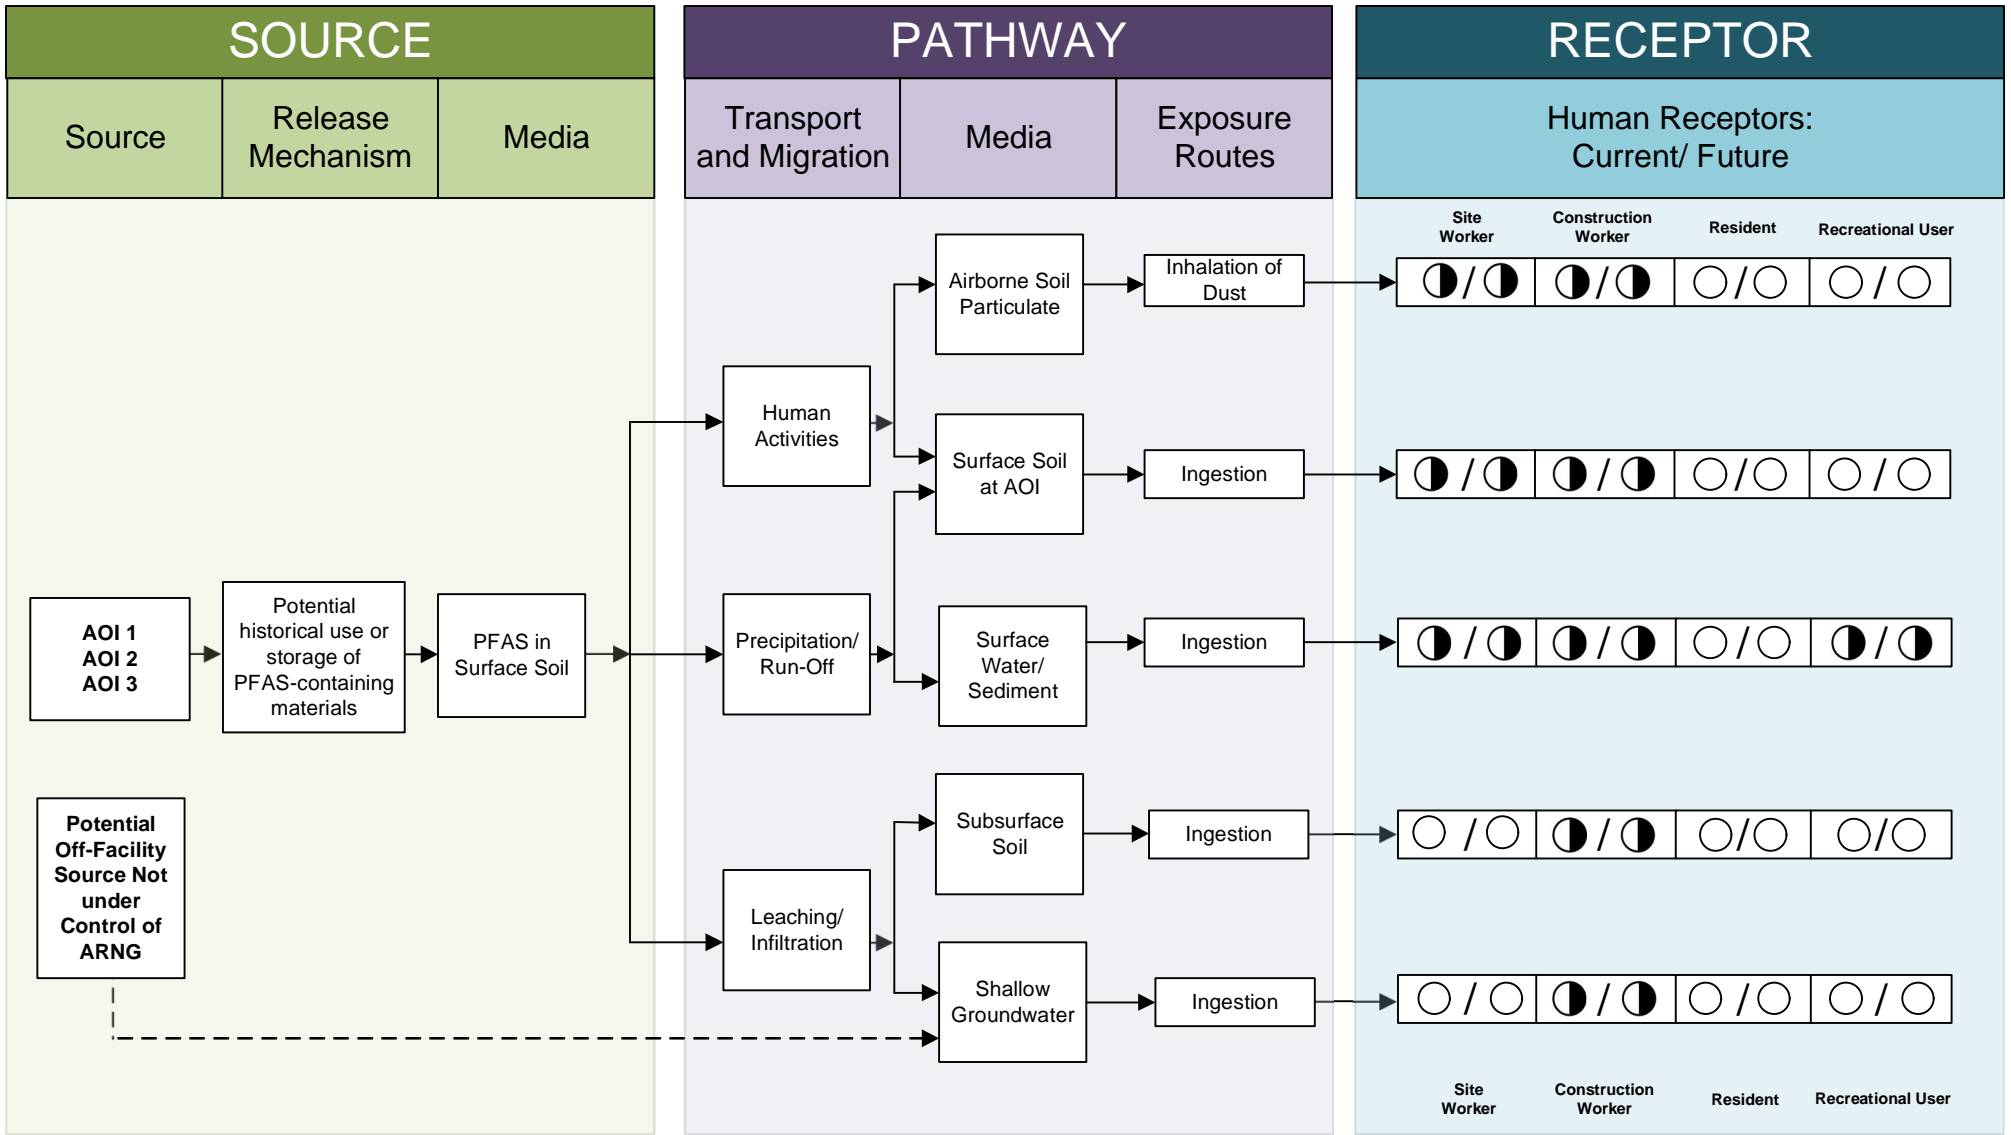 SOURCE
PATHWAY
RECEPTOR
Source
Release
Mechanism
Media
Transport
and Migration
Media
Exposure
Routes
Human Receptors:
Current/ Future
Site
Worker
Construction
Worker
Resident
Recreational User
Airborne Soil
Particulate
Inhalation of
Dust
/
/
/
/
Human
Activities
Surface Soil
at AOI
Ingestion
/
/
/
/
AOI 1
AOI 2
AOI 3
Potential
historical use or
storage of
PFAS-containing
materials
PFAS in
Surface Soil
Precipitation/
Run-Off
Surface
Water/
Sediment
Ingestion
/
/
/
/
Potential
Off-Facility
Source Not
under
Control of
ARNG
Subsurface
Soil
Ingestion
/
/
/
/
Leaching/
Infiltration
Shallow
Groundwater
Ingestion
/
/
/
/
Site
Worker
Construction
Worker
Resident
Recreational User